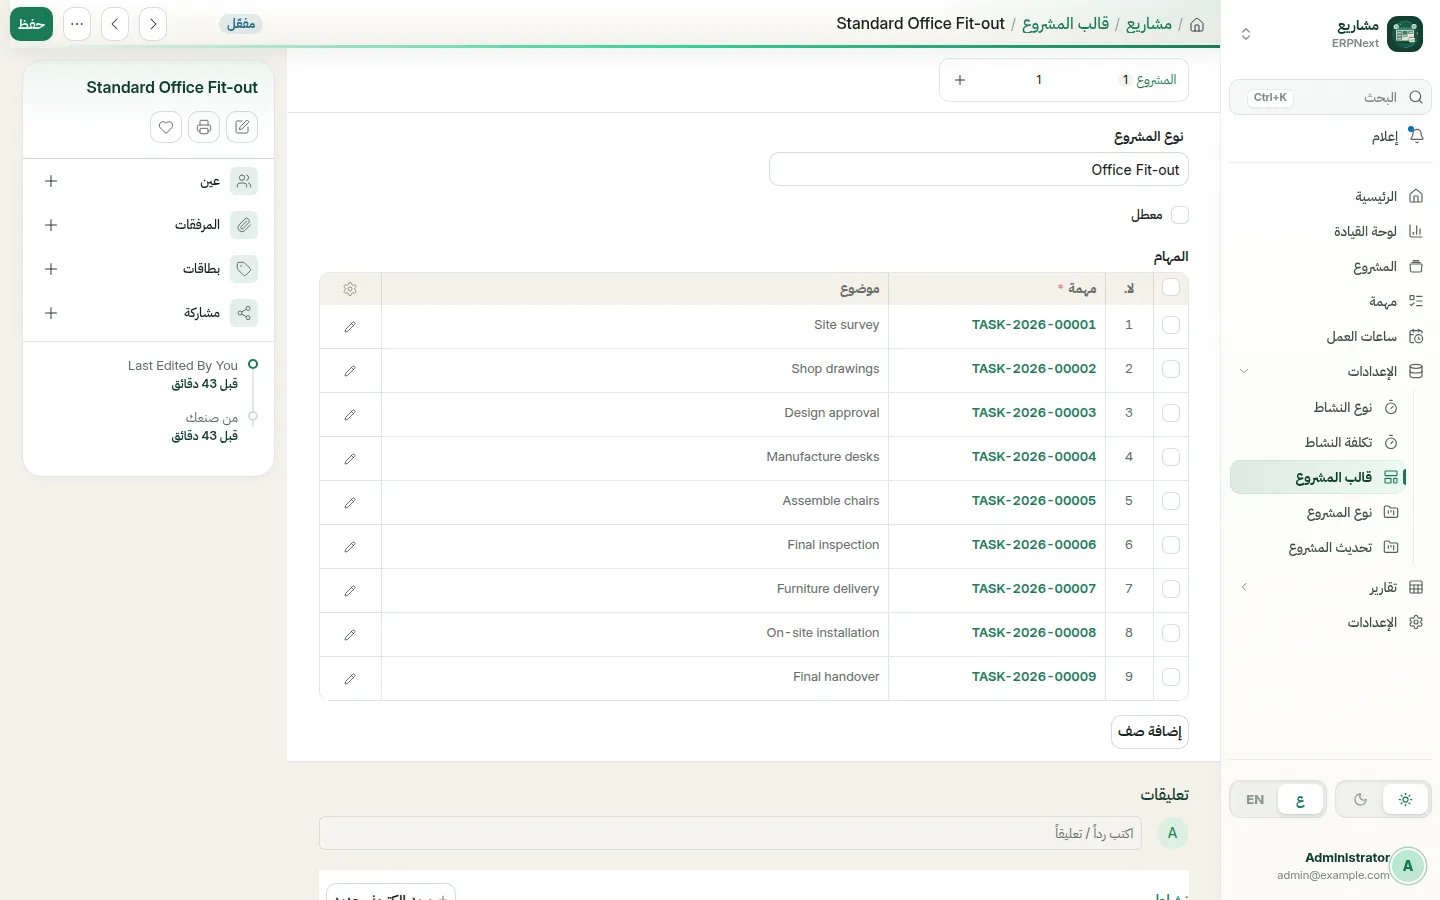 مشاريع
ERPNext
البحث
Ctrl+K
إعلام
الرئيسية
لوحة القيادة
المشروع
مهمة
ساعات العمل
الإعدادات
نوع النشاط
تكلفة النشاط
قالب المشروع
نوع المشروع
تحديث المشروع
تقارير
الإعدادات
ع
EN
Administrator
admin@example.com
A
مشاريع / قالب المشروع / Standard Office Fit-out
مفعّل
حفظ
المشروع 1
1
نوع المشروع
Office Fit-out
معطل
المهام
لا. مهمة * موضوع
1 TASK-2026-00001 Site survey
2 TASK-2026-00002 Shop drawings
3 TASK-2026-00003 Design approval
4 TASK-2026-00004 Manufacture desks
5 TASK-2026-00005 Assemble chairs
6 TASK-2026-00006 Final inspection
7 TASK-2026-00007 Furniture delivery
8 TASK-2026-00008 On-site installation
9 TASK-2026-00009 Final handover
إضافة صف
تعليقات
A
اكتب رداً / تعليقاً
Standard Office Fit-out
عين
المرفقات
بطاقات
مشاركة
Last Edited By You
قبل 43 دقائق
من صنعك
قبل 43 دقائق